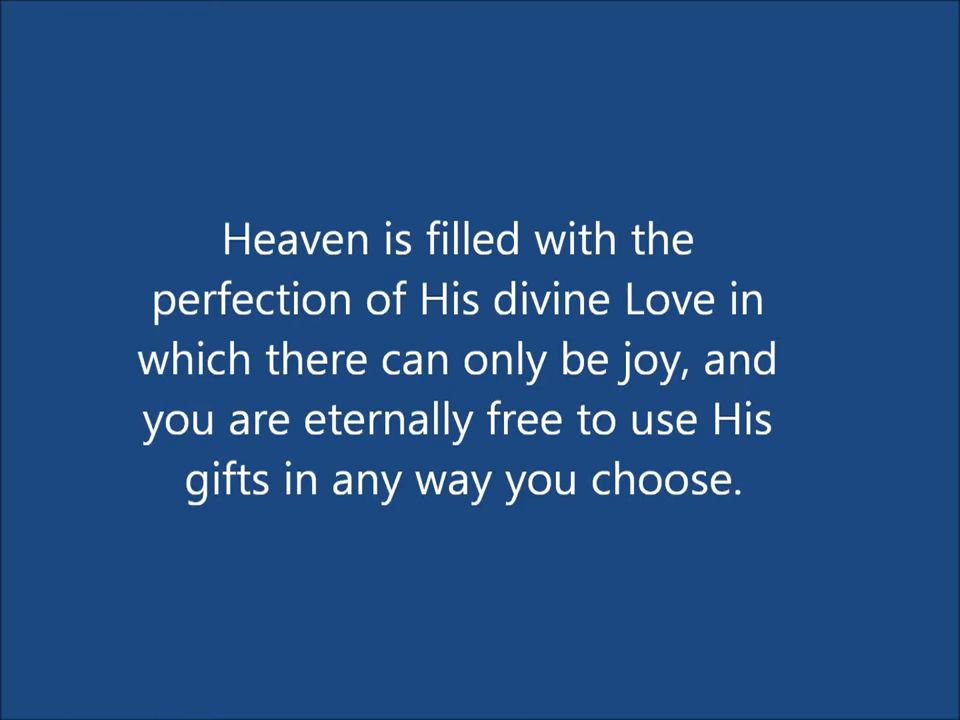 Heaven is filled with the
perfection of His divine Love in
which there can only be joy, and
you are eternally free to use His
gifts in any way you choose.